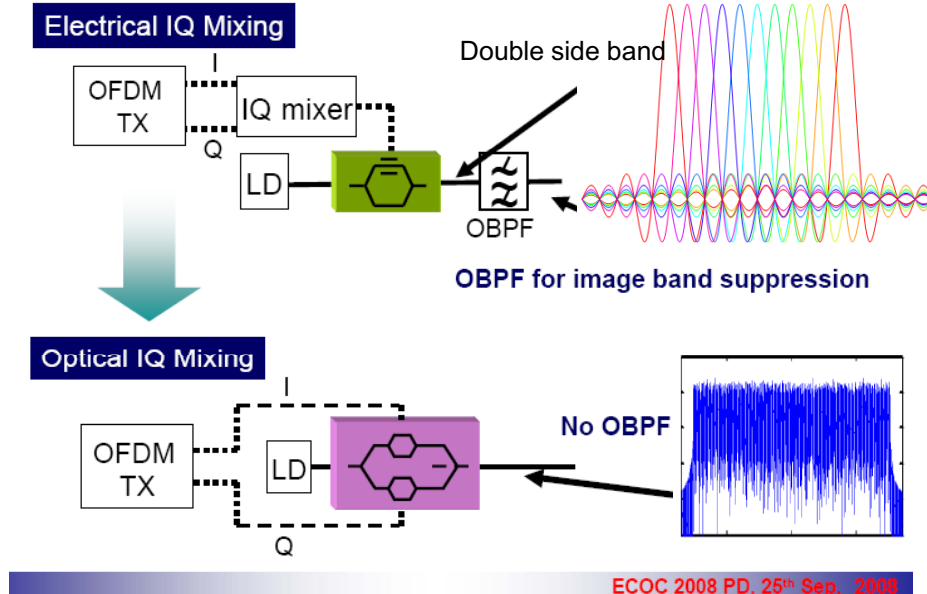 Electrical IQ Mixing
Double side band
I
OFDM
TX
IQ mixer
Q
LD
OBPF
OBPF for image band suppression
Optical IQ Mixing
I
No OBPF
OFDM
TX
LD
Q
ECOC 2008 PD. 25th Sep. 2008